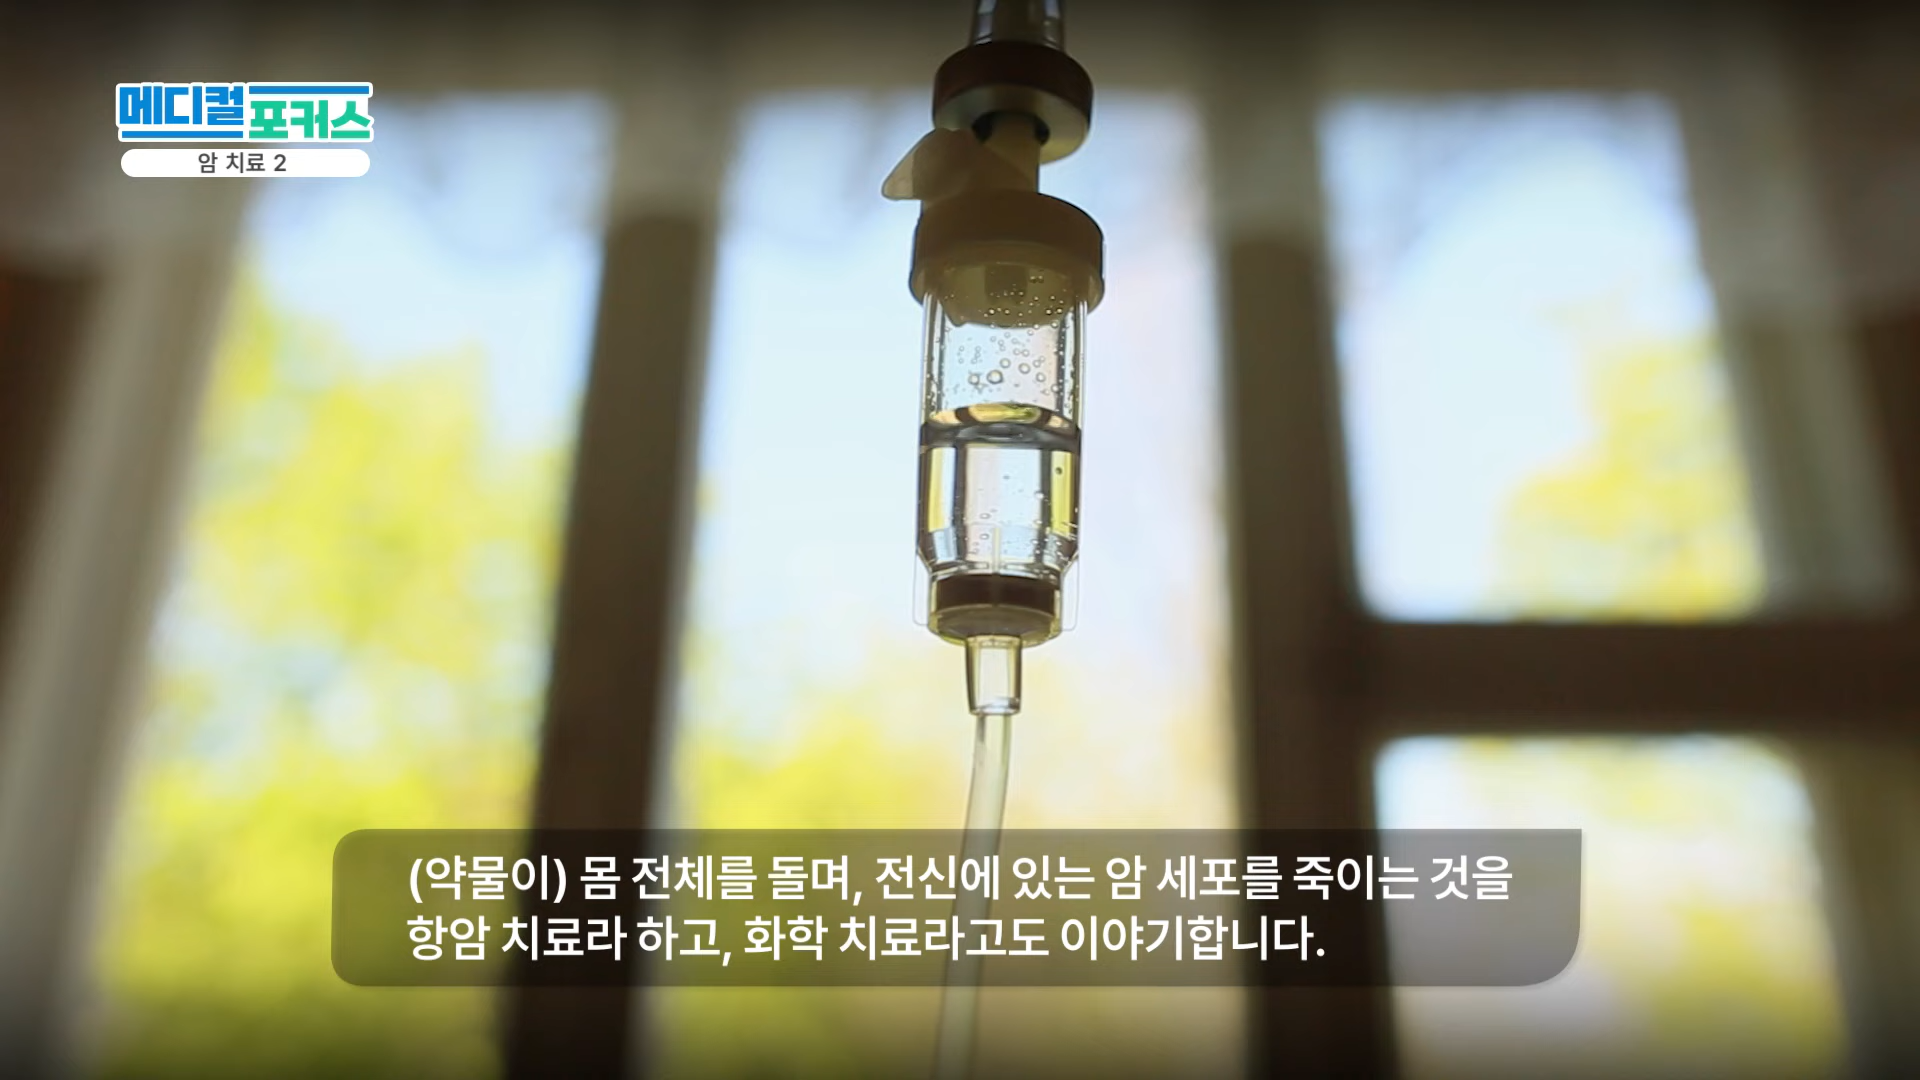 메디컬
포커스
암 치료 2
(약물이) 몸 전체를 돌며, 전신에 있는 암 세포를 죽이는 것을
항암 치료라 하고, 화학 치료라고도 이야기합니다.